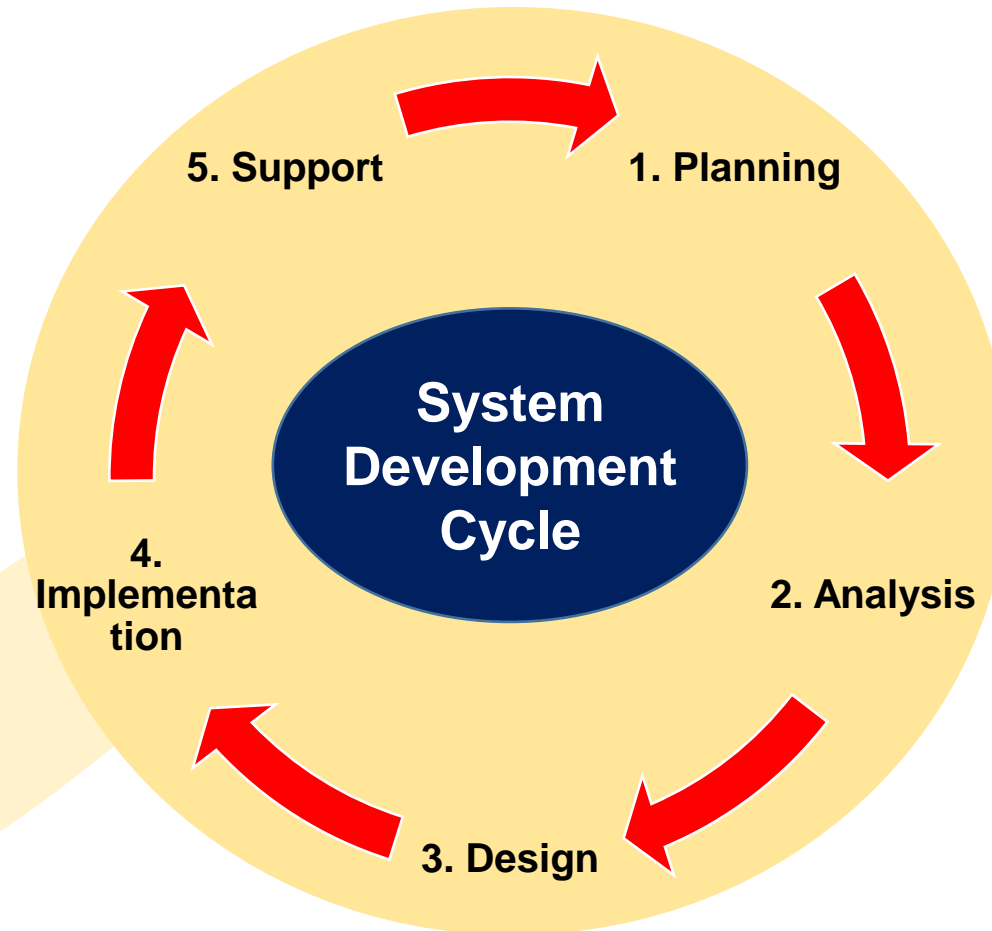 5. Support
1. Planning
System
Development
Cycle
4.
Implementa
tion
2. Analysis
3. Design